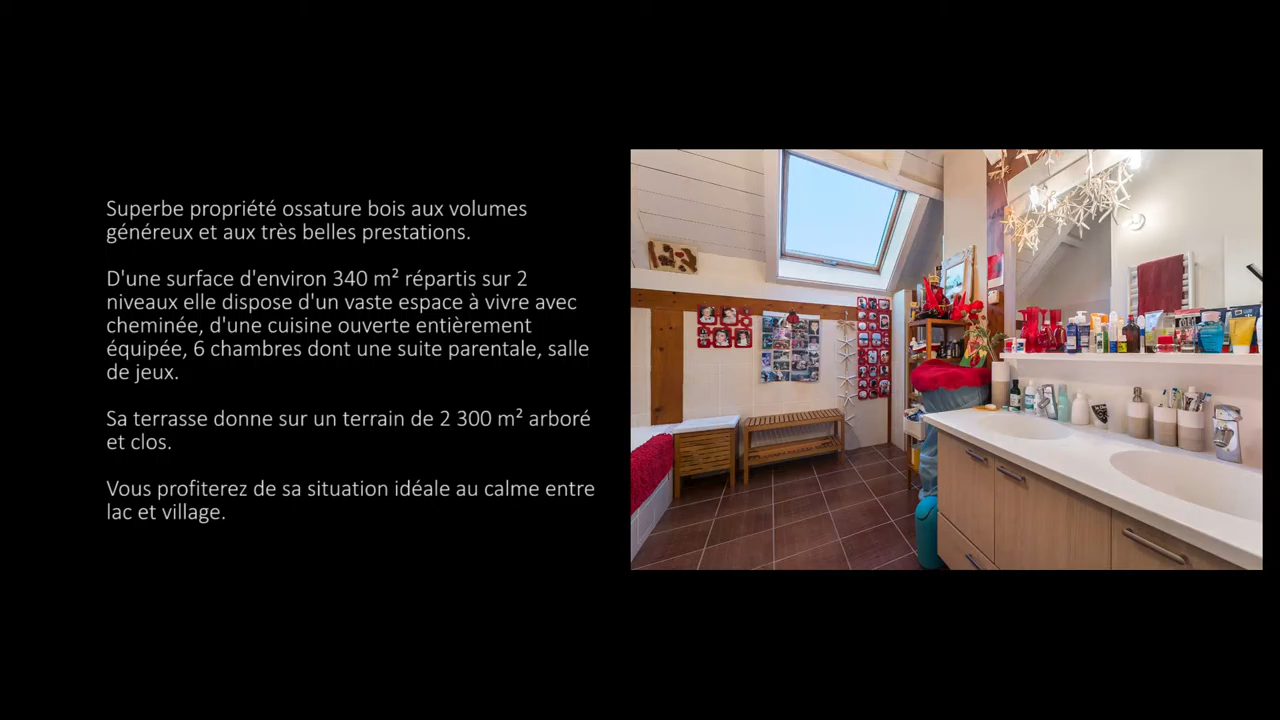 Superbe propriété ossature bois aux volumes
généreux et aux très belles prestations.
D'une surface d'environ 340 m² répartis sur 2
niveaux elle dispose d'un vaste espace à vivre avec
cheminée, d'une cuisine ouverte entièrement
équipée, 6 chambres dont une suite parentale, salle
de jeux.
Sa terrasse donne sur un terrain de 2 300 m² arboré
et clos.
Vous profiterez de sa situation idéale au calme entre
lac et village.